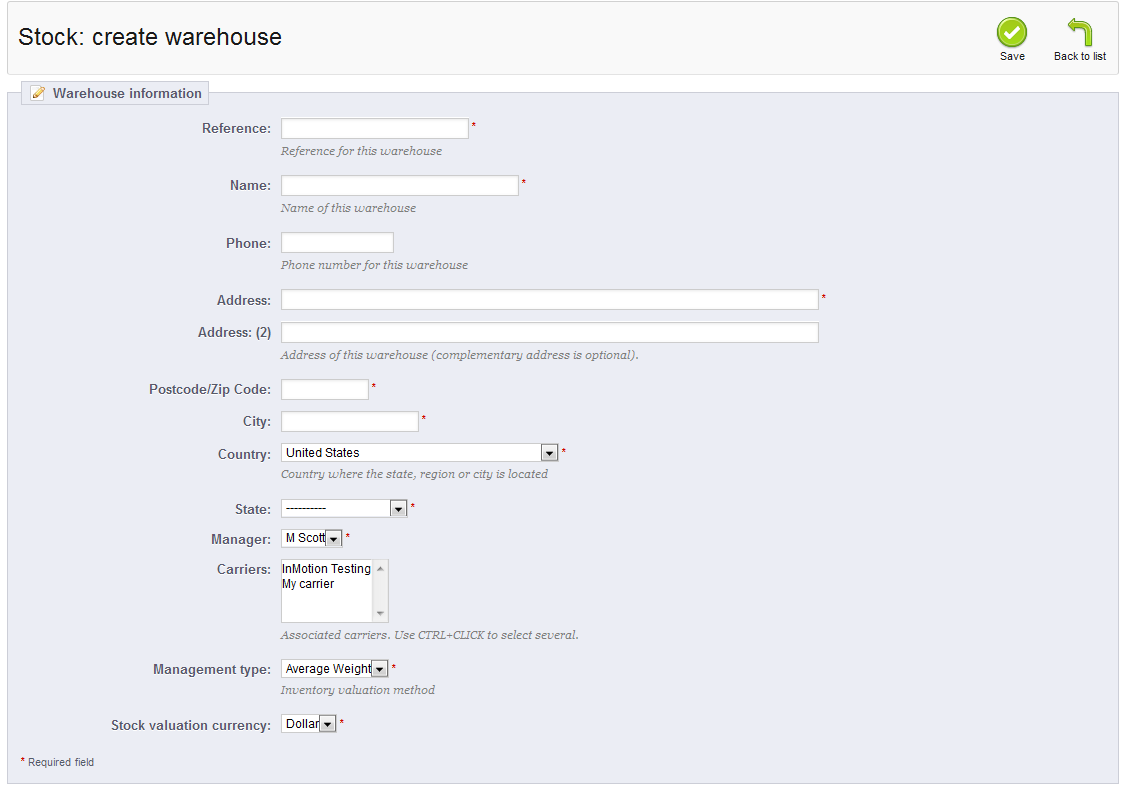 Stock: create warehouse
Save
Back to list
Warehouse information
Reference: *
Reference for this warehouse
Name: *
Name of this warehouse
Phone:
Phone number for this warehouse
Address: *
Address: (2)
Address of this warehouse (complementary address is optional).
Postcode/Zip Code: *
City: *
Country: United States *
Country where the state, region or city is located
State: ---------- *
Manager: M Scott *
Carriers: InMotion Testing
My carrier
Associated carriers. Use CTRL+CLICK to select several.
Management type: Average Weight *
Inventory valuation method
Stock valuation currency: Dollar *
* Required field